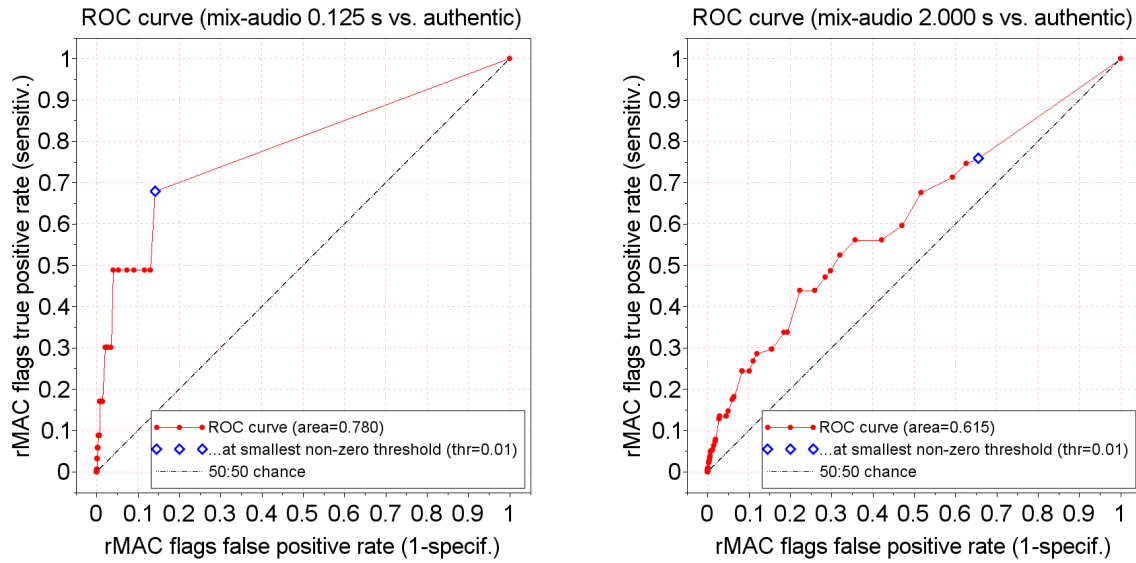 ROC curve (mix-audio 0.125 s vs. authentic)
rMAC flags true positive rate (sensitiv.)
1
0.9
0.8
0.7
0.6
0.5
0.4
0.3
0.2
0.1
0
ROC curve (area=0.780)
...at smallest non-zero threshold (thr=0.01)
50:50 chance
0 0.1 0.2 0.3 0.4 0.5 0.6 0.7 0.8 0.9 1
rMAC flags false positive rate (1-specif.)
ROC curve (mix-audio 2.000 s vs. authentic)
rMAC flags true positive rate (sensitiv.)
1
0.9
0.8
0.7
0.6
0.5
0.4
0.3
0.2
0.1
0
ROC curve (area=0.615)
...at smallest non-zero threshold (thr=0.01)
50:50 chance
0 0.1 0.2 0.3 0.4 0.5 0.6 0.7 0.8 0.9 1
rMAC flags false positive rate (1-specif.)